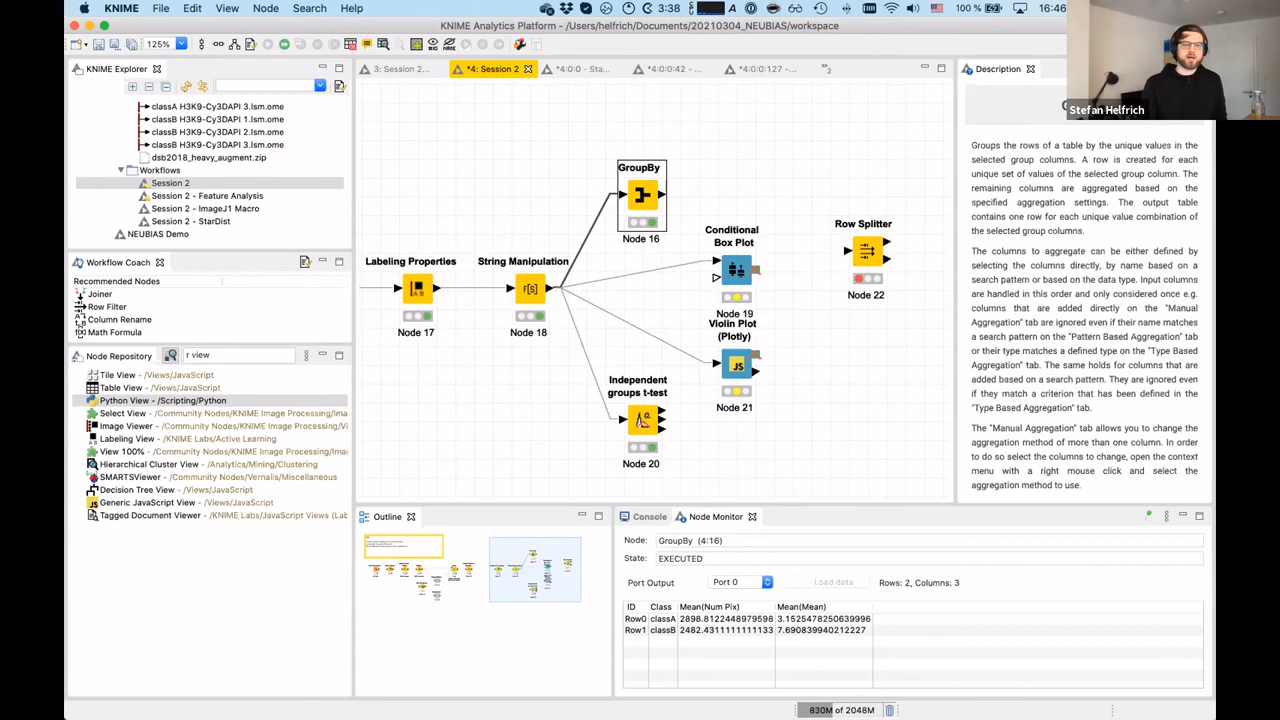 KNIME File Edit View Node Search Help
3:38
100 %
16:46
KNIME Analytics Platform - /Users/helfrich/Documents/20210304_NEUBIAS/workspace
125%
KNIME Explorer
classA H3K9-Cy3DAPI 3.lsm.ome
classB H3K9-Cy3DAPI 1.lsm.ome
classB H3K9-Cy3DAPI 2.lsm.ome
classB H3K9-Cy3DAPI 3.lsm.ome
dsb2018_heavy_augment.zip
Workflows
Session 2
Session 2 - Feature Analysis
Session 2 - ImageJ1 Macro
Session 2 - StarDist
NEUBIAS Demo
Workflow Coach
Recommended Nodes
Joiner
Row Filter
Column Rename
Math Formula
Node Repository
r view
Tile View - /Views/JavaScript
Table View - /Views/JavaScript
Python View - /Scripting/Python
Select View - /Community Nodes/KNIME Image Processing/Ima
Image Viewer - /Community Nodes/KNIME Image Processing/Ima
Labeling View - /KNIME Labs/Active Learning
View 100% - /Community Nodes/KNIME Image Processing/Ima
Hierarchical Cluster View - /Analytics/Mining/Clustering
SMARTSViewer - /Community Nodes/Vernalis/Miscellaneous
Decision Tree View - /Views/JavaScript
Generic JavaScript View - /Views/JavaScript
Tagged Document Viewer - /KNIME Labs/JavaScript Views (Lab
3: Session 2...
*4: Session 2
*4:0:0 - Sta...
*4:0:0:42 - ...
*4:0:0:127 - ...
2
GroupBy
Node 16
Labeling Properties
Node 17
String Manipulation
Node 18
Conditional
Box Plot
Node 19
Violin Plot
(Plotly)
JS
Node 21
Independent
groups t-test
Node 20
Row Splitter
Node 22
Description
Stefan Helfrich
Groups the rows of a table by the unique values in the
selected group columns. A row is created for each
unique set of values of the selected group column. The
remaining columns are aggregated based on the
specified aggregation settings. The output table
contains one row for each unique value combination of
the selected group columns.
The columns to aggregate can be either defined by
selecting the columns directly, by name based on a
search pattern or based on the data type. Input columns
are handled in this order and only considered once e.g.
columns that are added directly on the "Manual
Aggregation" tab are ignored even if their name matches
a search pattern on the "Pattern Based Aggregation" tab
or their type matches a defined type on the "Type Based
Aggregation" tab. The same holds for columns that are
added based on a search pattern. They are ignored even
if they match a criterion that has been defined in the
"Type Based Aggregation" tab.
The "Manual Aggregation" tab allows you to change the
aggregation method of more than one column. In order
to do so select the columns to change, open the context
menu with a right mouse click and select the
aggregation method to use.
Outline
Console
Node Monitor
Node: GroupBy (4:16)
State: EXECUTED
Port Output Port 0 Load data Rows: 2, Columns: 3
ID Class Mean(Num Pix) Mean(Mean)
Row0 classA 2898.8122448979598 3.1525478250639996
Row1 classB 2482.4311111111133 7.690839940212227
830M of 2048M